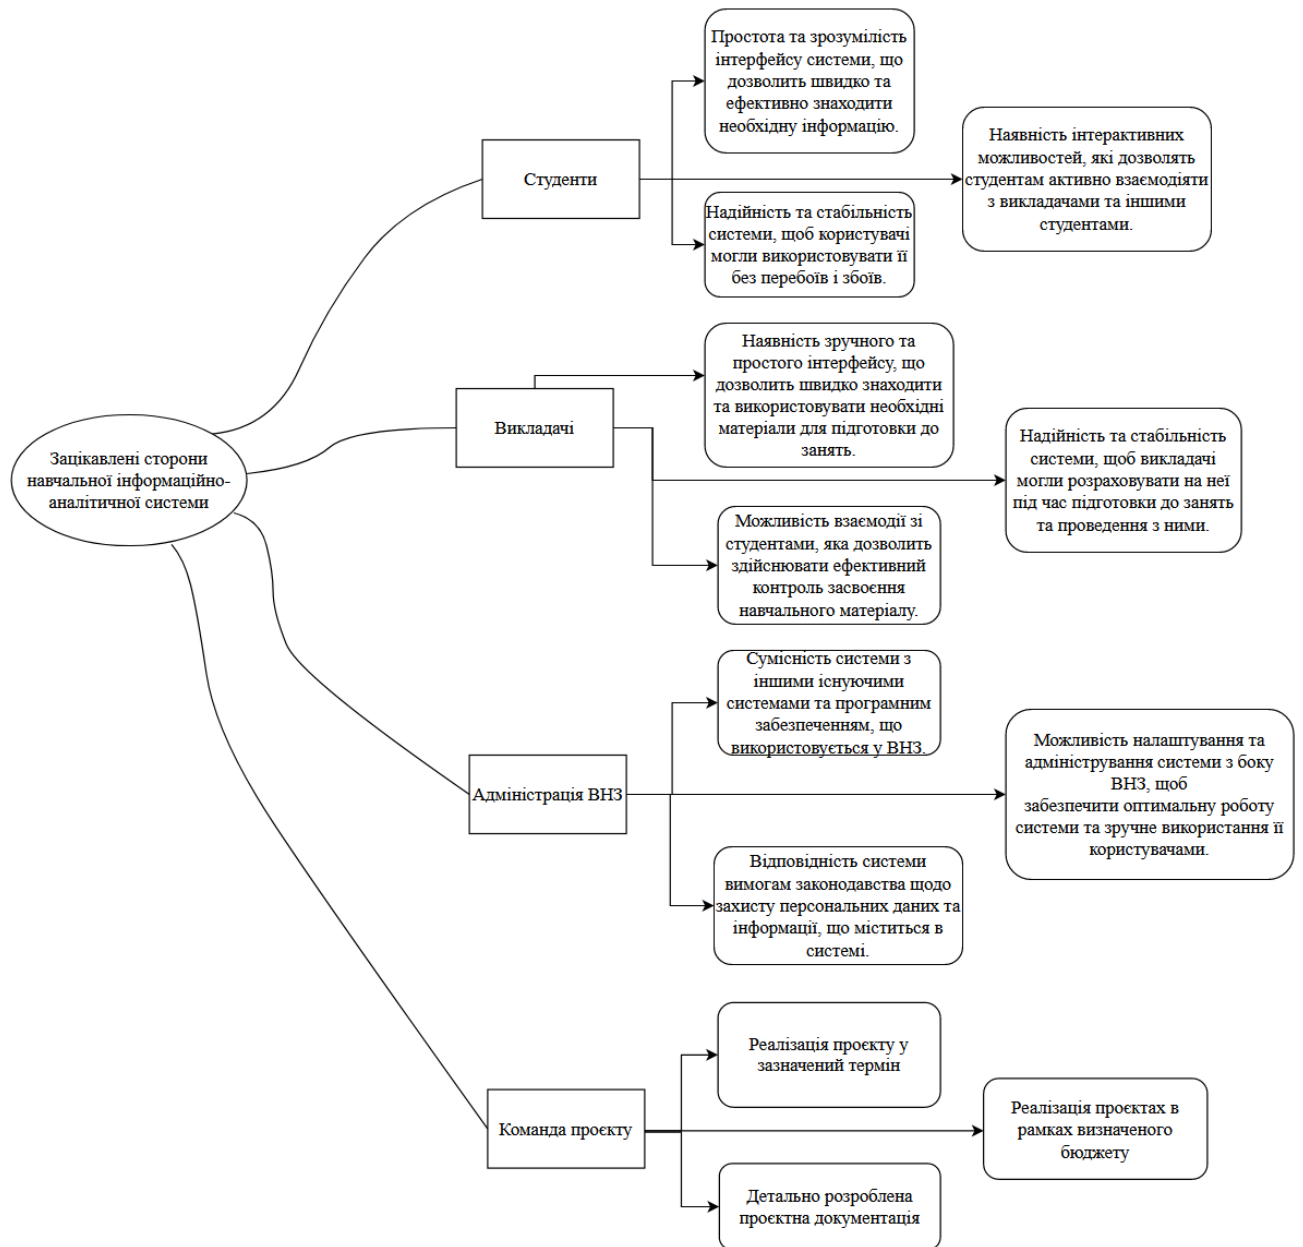 Зацікавлені сторони
навчальної інформаційно-
аналітичної системи
Студенти
Простота та зрозумілість
інтерфейсу системи, що
дозволить швидко та
ефективно знаходити
необхідну інформацію.
Наявність інтерактивних
можливостей, які дозволять
студентам активно взаємодіяти
з викладачами та іншими
студентами.
Надійність та стабільність
системи, щоб користувачі
могли використовувати її
без перебоїв і збоїв.
Викладачі
Наявність зручного та
простого інтерфейсу, що
дозволить швидко знаходити
та використовувати необхідні
матеріали для підготовки до
занять.
Надійність та стабільність
системи, щоб викладачі
могли розраховувати на неї
під час підготовки до занять
та проведення з ними.
Можливість взаємодії зі
студентами, яка дозволить
здійснювати ефективний
контроль засвоєння
навчального матеріалу.
Адміністрація ВНЗ
Сумісність системи з
іншими існуючими
системами та програмним
забезпеченням, що
використовується у ВНЗ.
Можливість налаштування та
адміністрування системи з боку
ВНЗ, щоб
забезпечити оптимальну роботу
системи та зручне використання її
користувачами.
Відповідність системи
вимогам законодавства щодо
захисту персональних даних та
інформації, що міститься в
системі.
Команда проєкту
Реалізація проєкту у
зазначений термін
Реалізація проєктах в
рамках визначеного
бюджету
Детально розроблена
проєктна документація